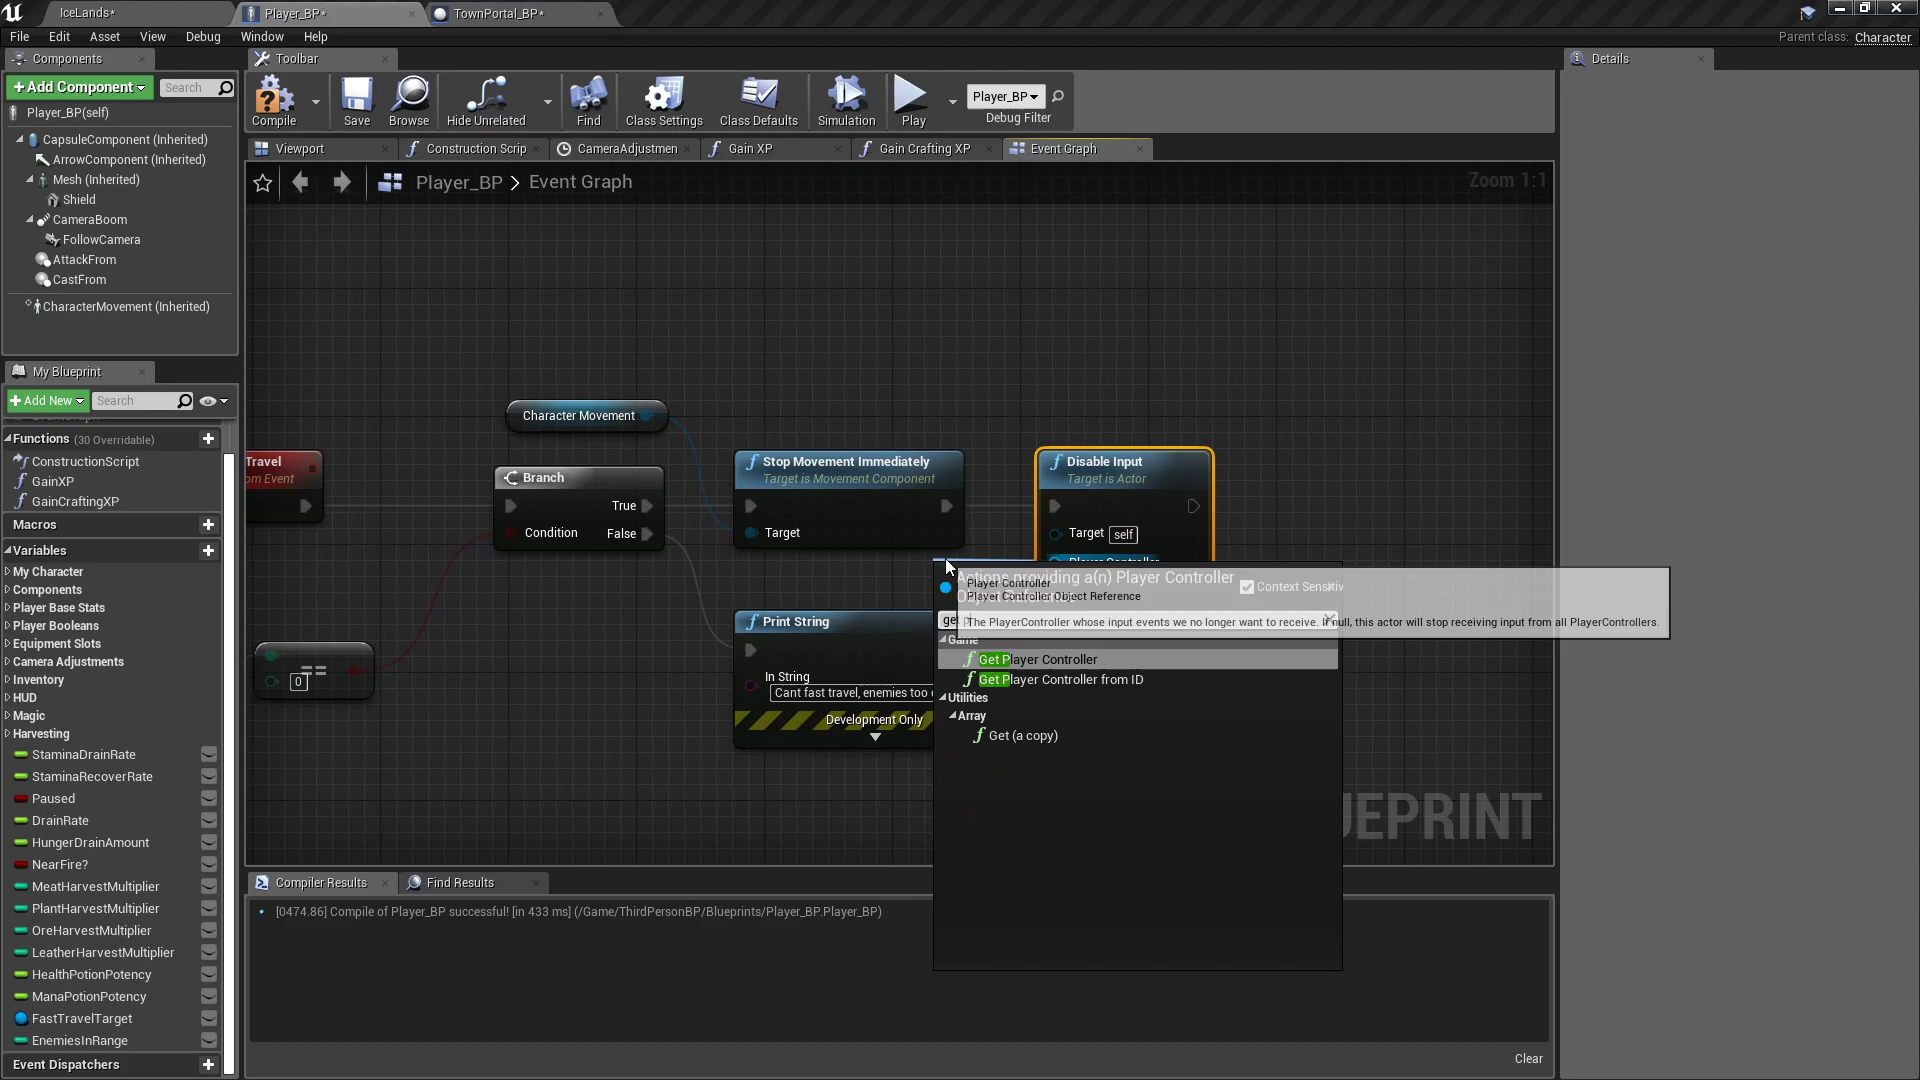 IceLands*
Player_BP*
TownPortal_BP*
File Edit Asset View Debug Window Help
Parent class: Character
Components
Toolbar
Details
+Add Component
Search
Compile
Save
Browse
Hide Unrelated
Find
Class Settings
Class Defaults
Simulation
Play
Player_BP
Debug Filter
Player_BP(self)
CapsuleComponent (Inherited)
ArrowComponent (Inherited)
Mesh (Inherited)
Shield
CameraBoom
FollowCamera
AttackFrom
CastFrom
CharacterMovement (Inherited)
Viewport
Construction Scrip
CameraAdjustmen
Gain XP
Gain Crafting XP
Event Graph
Player_BP > Event Graph
Zoom 1:1
My Blueprint
+Add New
Search
Functions (30 Overridable)
ConstructionScript
GainXP
GainCraftingXP
Macros
Variables
My Character
Components
Player Base Stats
Player Booleans
Equipment Slots
Camera Adjustments
Inventory
HUD
Magic
Harvesting
StaminaDrainRate
StaminaRecoverRate
Paused
DrainRate
HungerDrainAmount
NearFire?
MeatHarvestMultiplier
PlantHarvestMultiplier
OreHarvestMultiplier
LeatherHarvestMultiplier
HealthPotionPotency
ManaPotionPotency
FastTravelTarget
EnemiesInRange
Event Dispatchers
Travel
om Event
Character Movement
Branch
True
Condition
False
==
0
Stop Movement Immediately
Target is Movement Component
Target
Disable Input
Target is Actor
Target self
Player Controller
Print String
In String
Cant fast travel, enemies too
Development Only
Actions providing a(n) Player Controller
Context Sensitiv
Player Controller
Player Controller Object Reference
The PlayerController whose input events we no longer want to receive. If null, this actor will stop receiving input from all PlayerControllers.
ge
Game
Get Player Controller
Get Player Controller from ID
Utilities
Array
Get (a copy)
UEPRINT
Compiler Results
Find Results
[0474.86] Compile of Player_BP successful! [in 433 ms] (/Game/ThirdPersonBP/Blueprints/Player_BP.Player_BP)
Clear